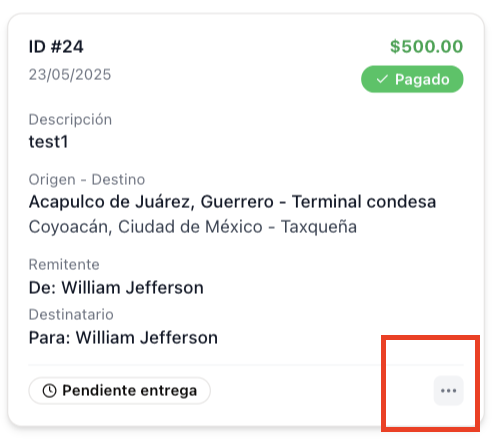 ID #24
$500.00
23/05/2025
Pagado
Descripción
test1
Origen - Destino
Acapulco de Juárez, Guerrero - Terminal condesa
Coyoacán, Ciudad de México - Taxqueña
Remitente
De: William Jefferson
Destinatario
Para: William Jefferson
Pendiente entrega